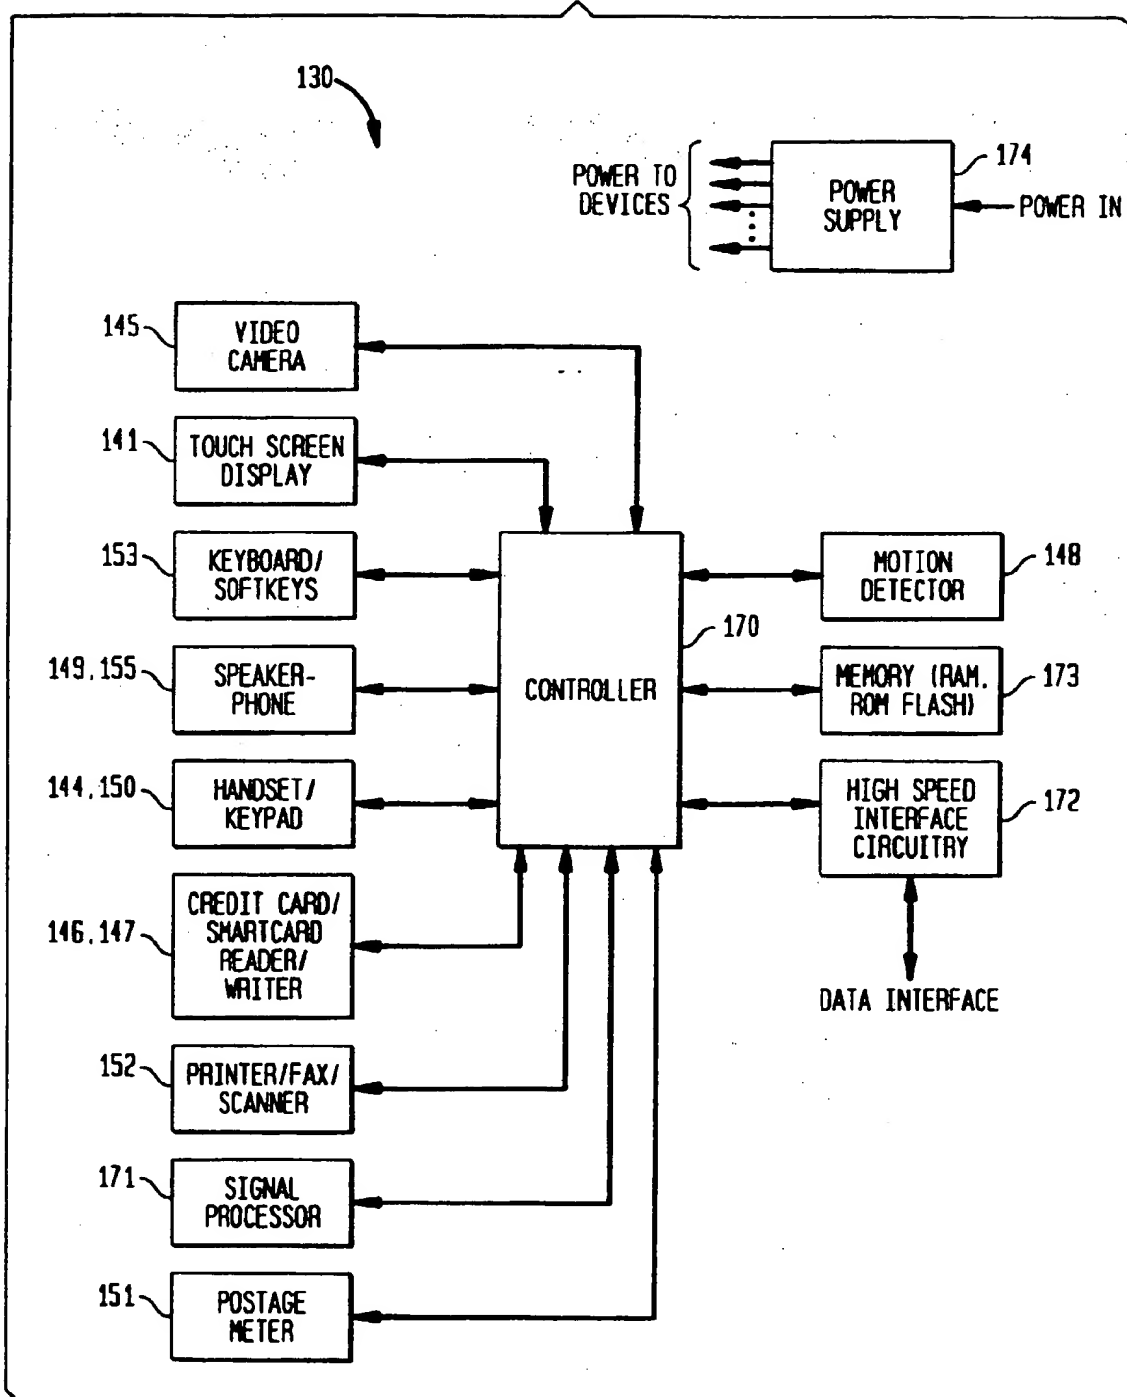 130
POWER TO
DEVICES
POWER
SUPPLY
174
POWER IN
145
VIDEO
CAMERA
141
TOUCH SCREEN
DISPLAY
153
KEYBOARD/
SOFTKEYS
149,155
SPEAKER-
PHONE
144,150
HANDSET/
KEYPAD
146,147
CREDIT CARD/
SMARTCARD
READER/
WRITER
152
PRINTER/FAX/
SCANNER
171
SIGNAL
PROCESSOR
151
POSTAGE
METER
CONTROLLER
170
MOTION
DETECTOR
148
MEMORY (RAM,
ROM FLASH)
173
HIGH SPEED
INTERFACE
CIRCUITRY
172
DATA INTERFACE